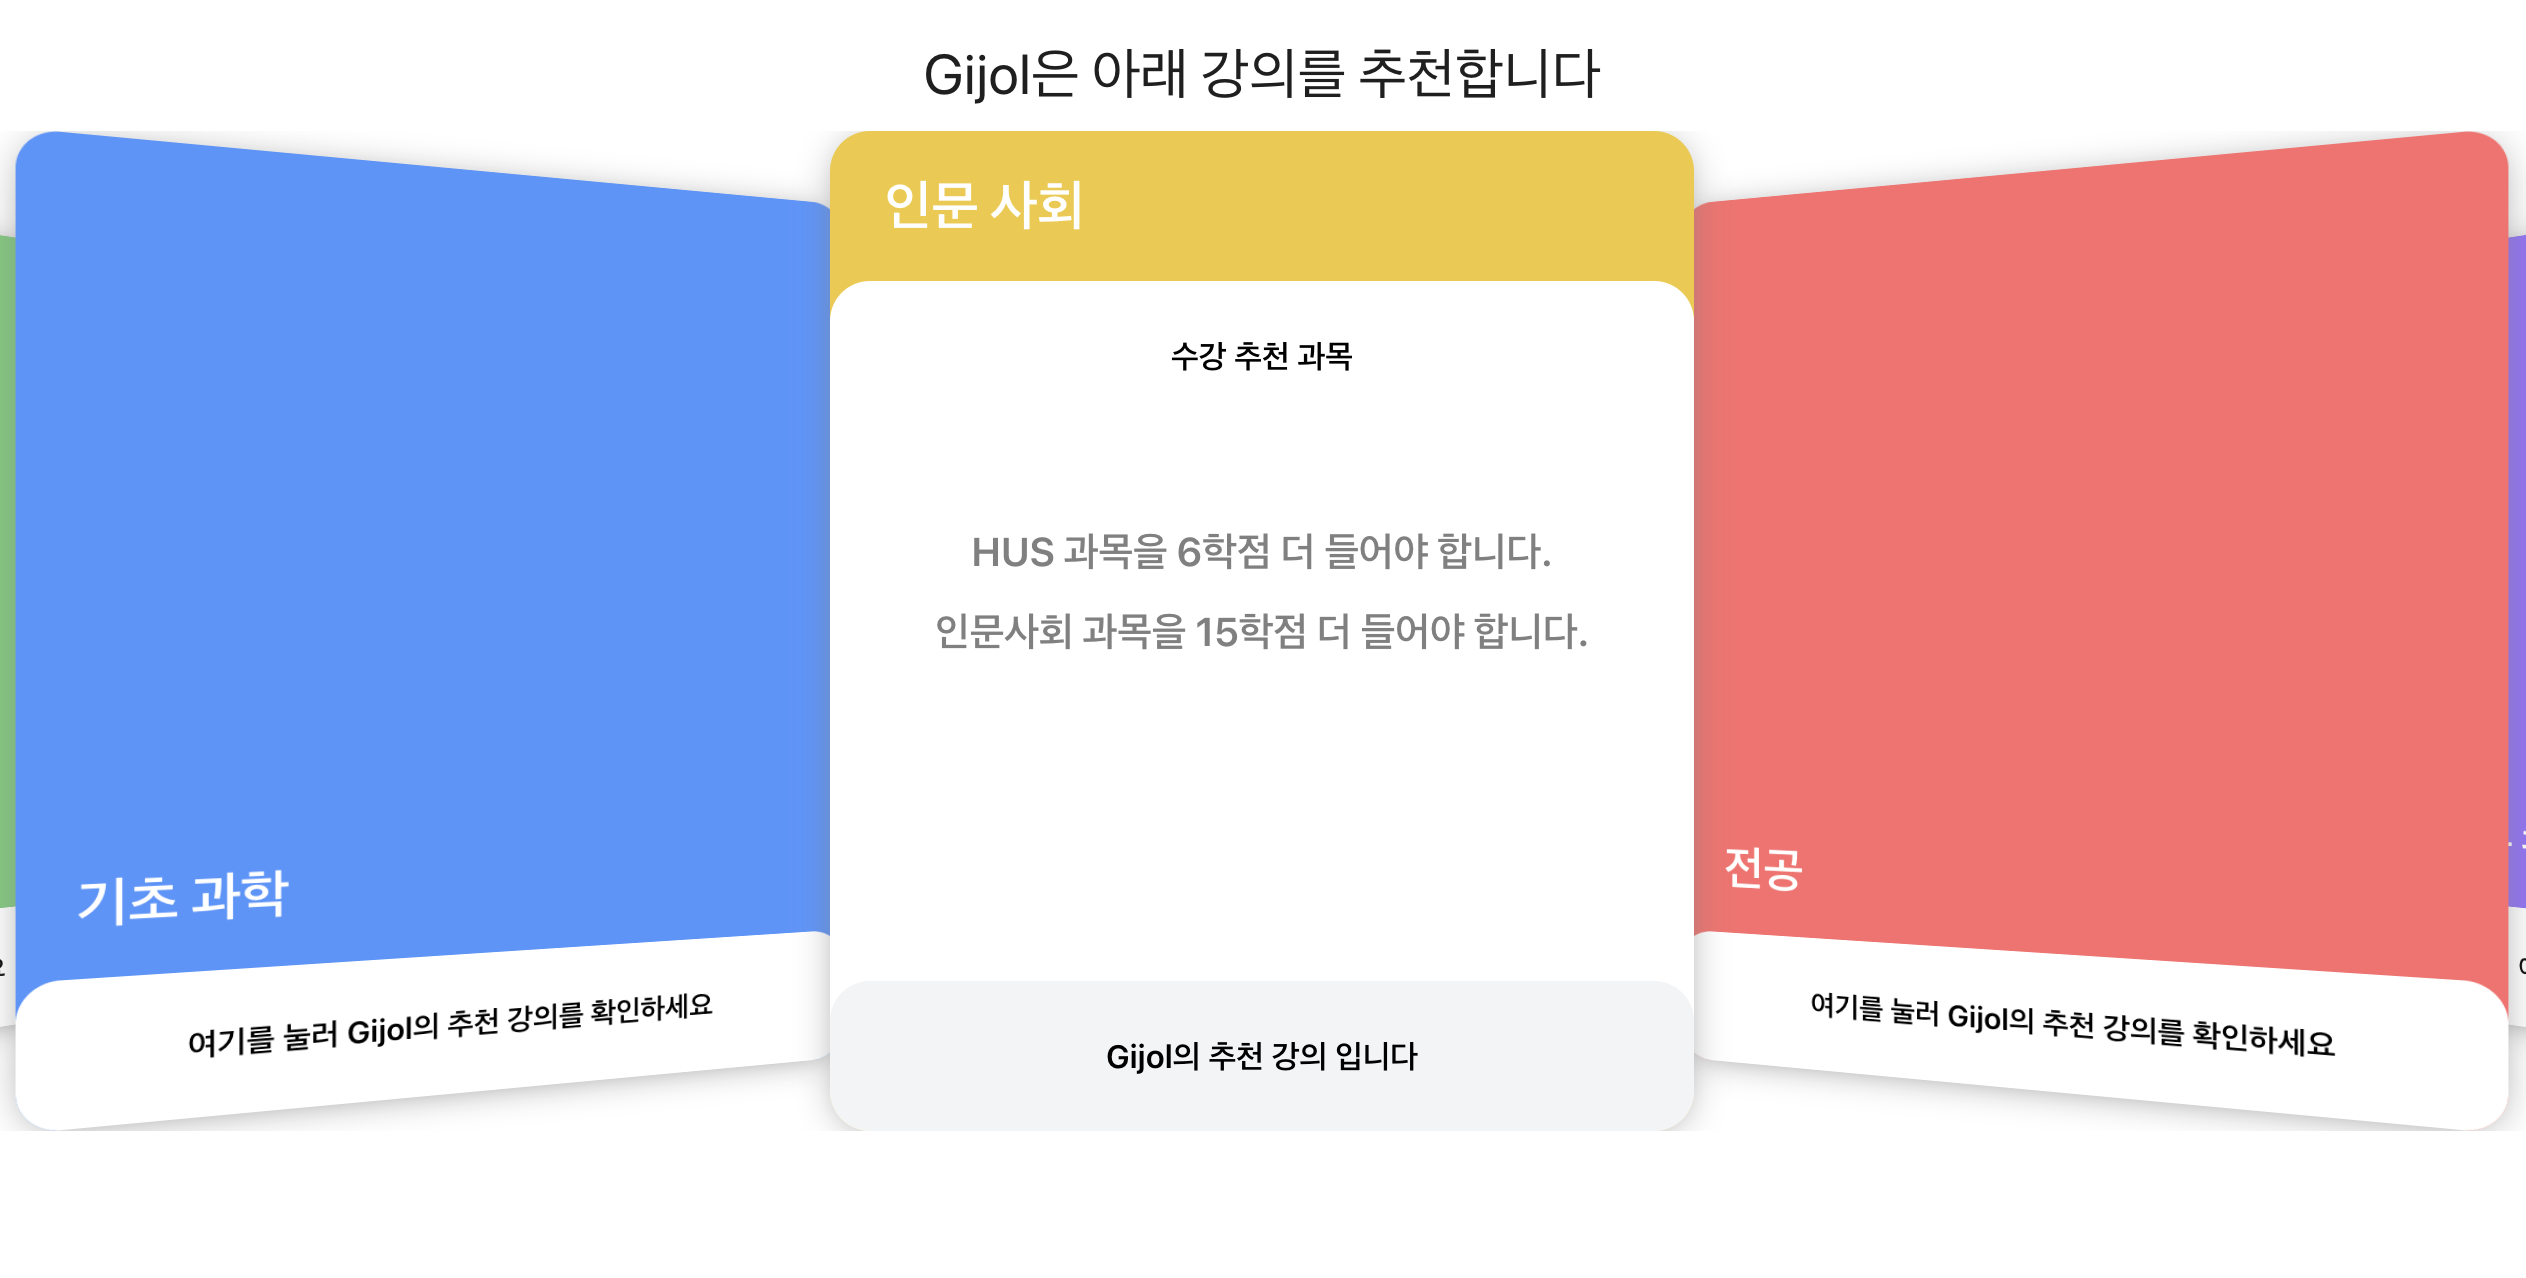 Gijol은 아래 강의를 추천합니다
기초 과학
여기를 눌러 Gijol의 추천 강의를 확인하세요
인문 사회
수강 추천 과목
HUS 과목을 6학점 더 들어야 합니다.
인문사회 과목을 15학점 더 들어야 합니다.
Gijol의 추천 강의 입니다
전공
여기를 눌러 Gijol의 추천 강의를 확인하세요